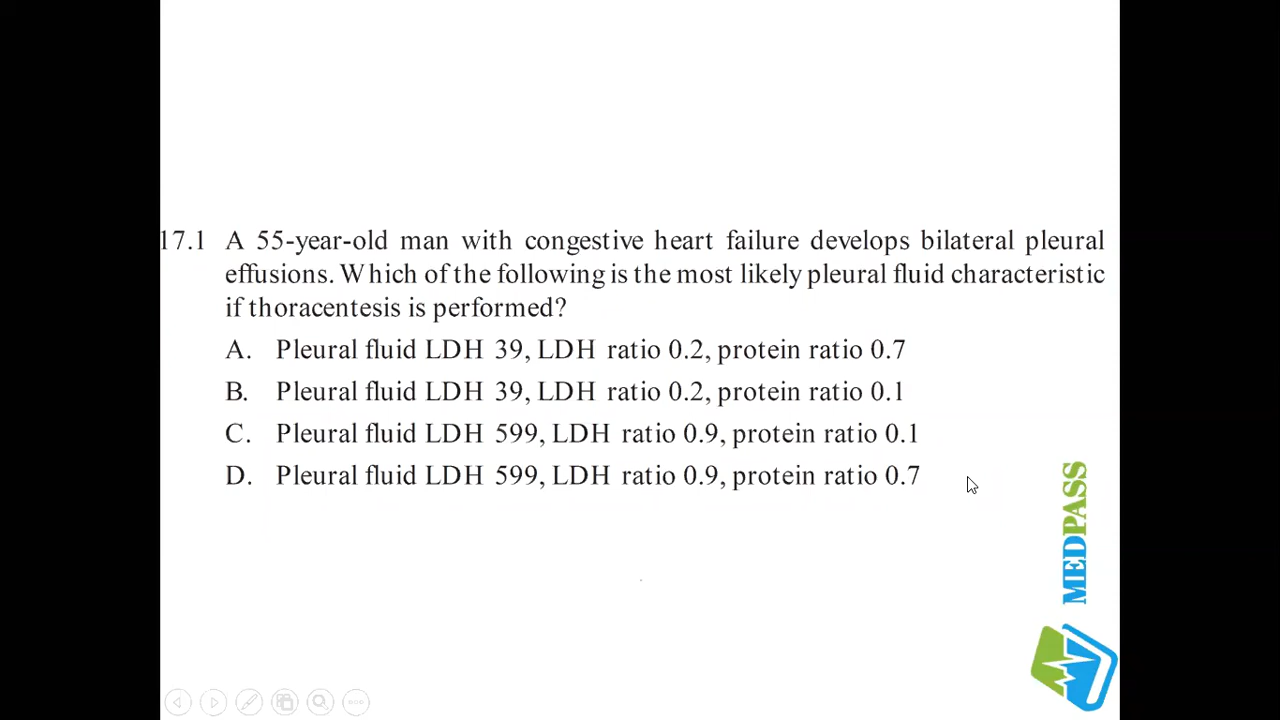 17.1 A 55-year-old man with congestive heart failure develops bilateral pleural
effusions. Which of the following is the most likely pleural fluid characteristic
if thoracentesis is performed?
A. Pleural fluid LDH 39, LDH ratio 0.2, protein ratio 0.7
B. Pleural fluid LDH 39, LDH ratio 0.2, protein ratio 0.1
C. Pleural fluid LDH 599, LDH ratio 0.9, protein ratio 0.1
D. Pleural fluid LDH 599, LDH ratio 0.9, protein ratio 0.7
MEDPASS